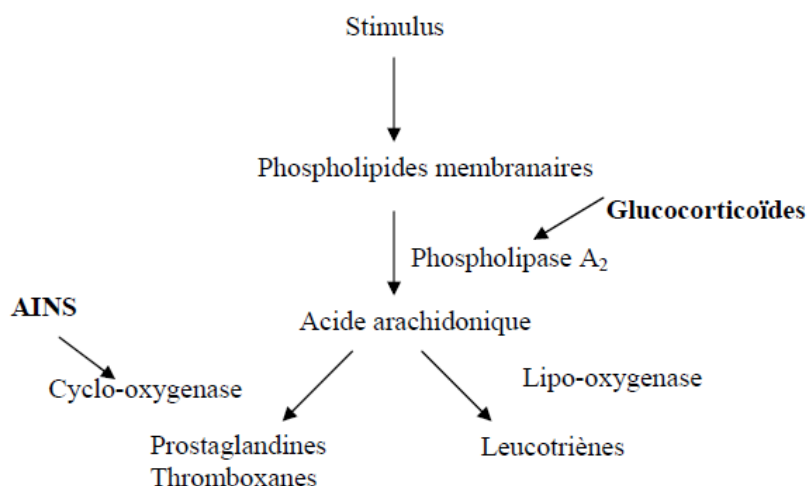 Stimulus
Phospholipides membranaires
Glucocorticoïdes
Phospholipase A₂
AINS
Acide arachidonique
Cyclo-oxygenase
Lipo-oxygenase
Prostaglandines
Thromboxanes
Leucotriènes